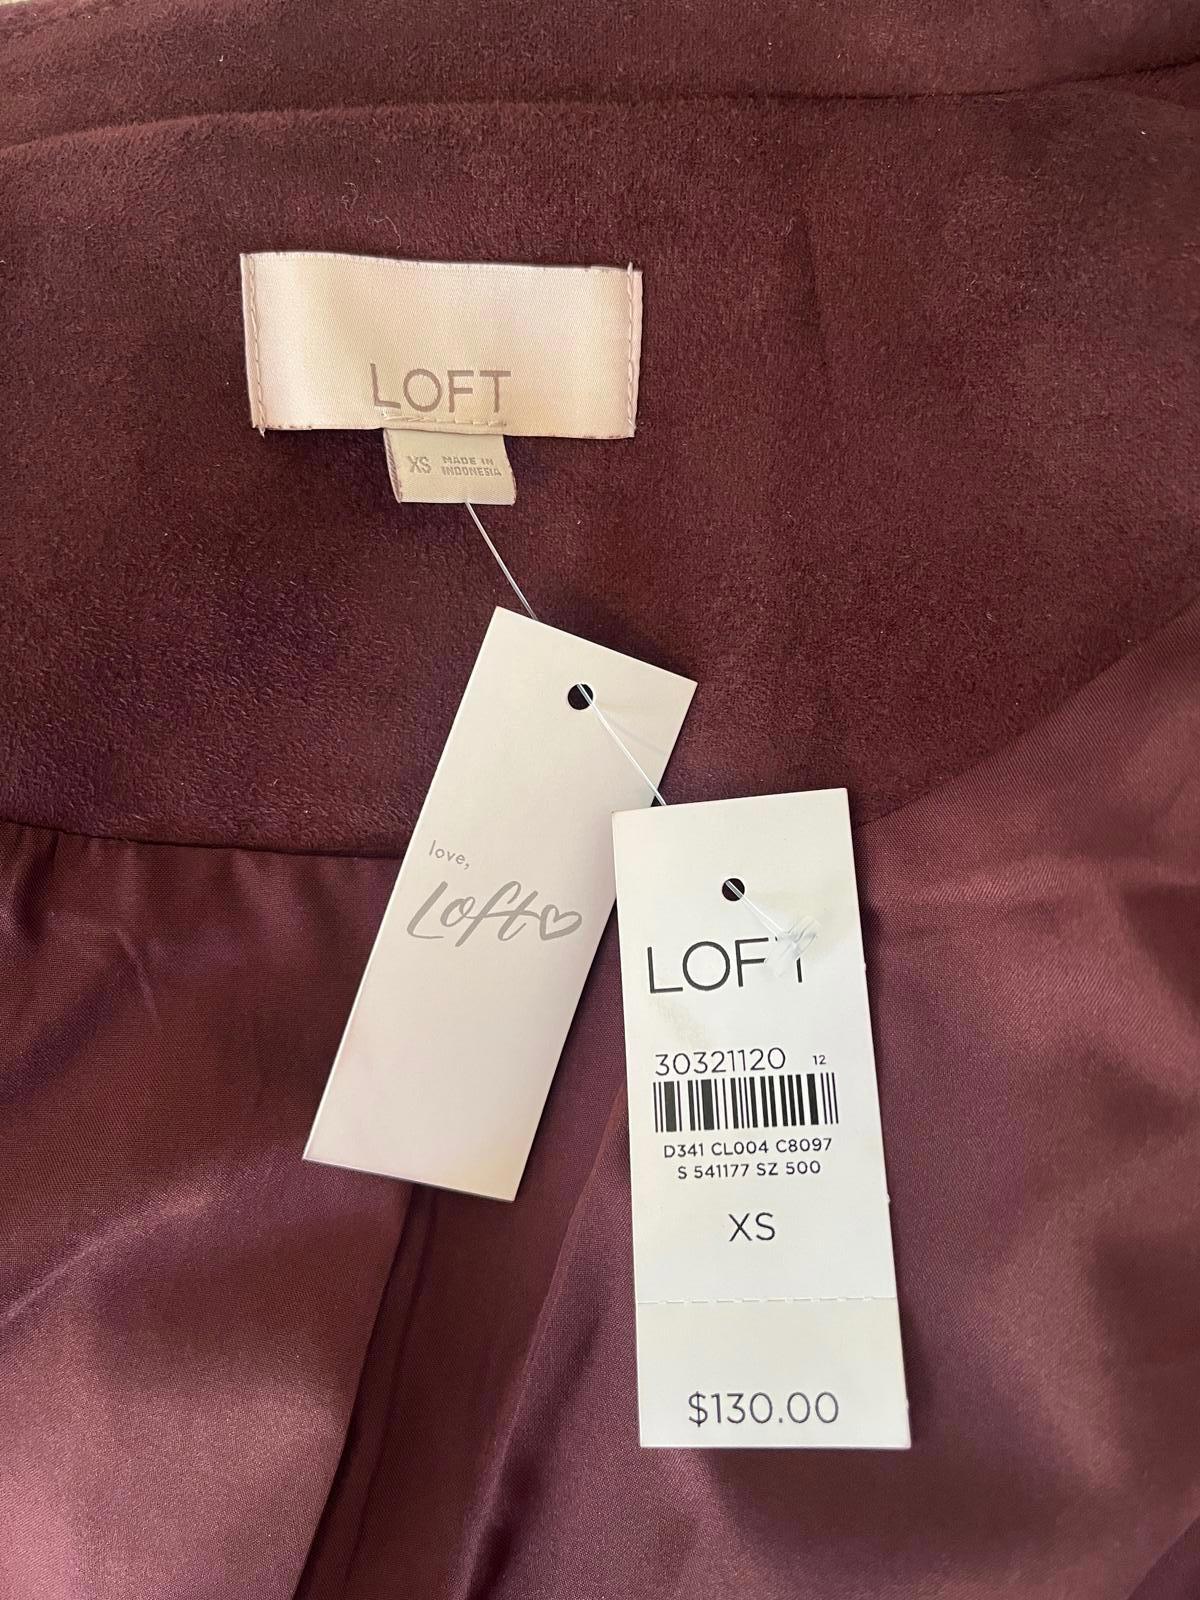 LOFT
XS MADE IN
INDONESIA
love,
Loft
LOFT
30321120 12
D341 CL004 C8097
S 541177 SZ 500
XS
$130.00